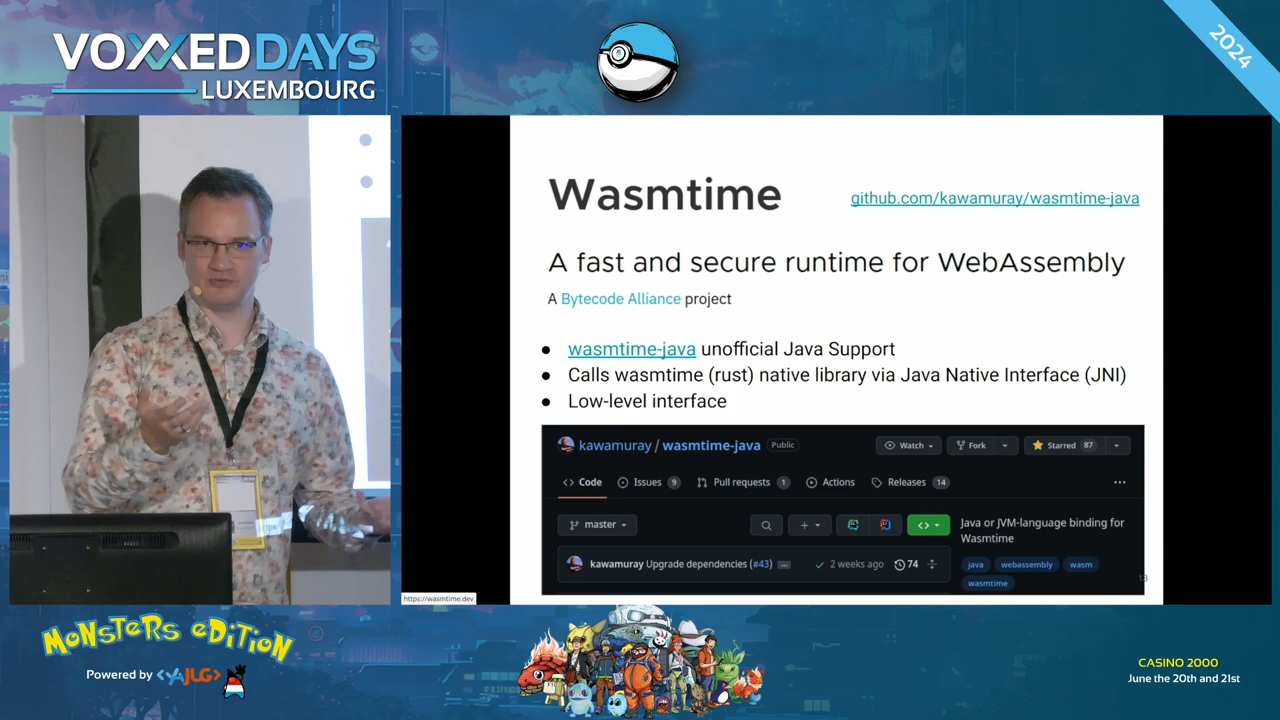 VOXXEDDAYS
LUXEMBOURG
2024
Wasmtime
github.com/kawamuray/wasmtime-java
A fast and secure runtime for WebAssembly
A Bytecode Alliance project
● wasmtime-java unofficial Java Support
● Calls wasmtime (rust) native library via Java Native Interface (JNI)
● Low-level interface
kawamuray / wasmtime-java Public
Watch Fork Starred 87
Code Issues 9 Pull requests 1 Actions Releases 14
master
Java or JVM-language binding for
Wasmtime
kawamuray Upgrade dependencies (#43) 2 weeks ago 74
java webassembly wasm
wasmtime
13
https://wasmtime.dev
MONSTERS EDITION
Powered by <YAJUG>
CASINO 2000
June the 20th and 21st